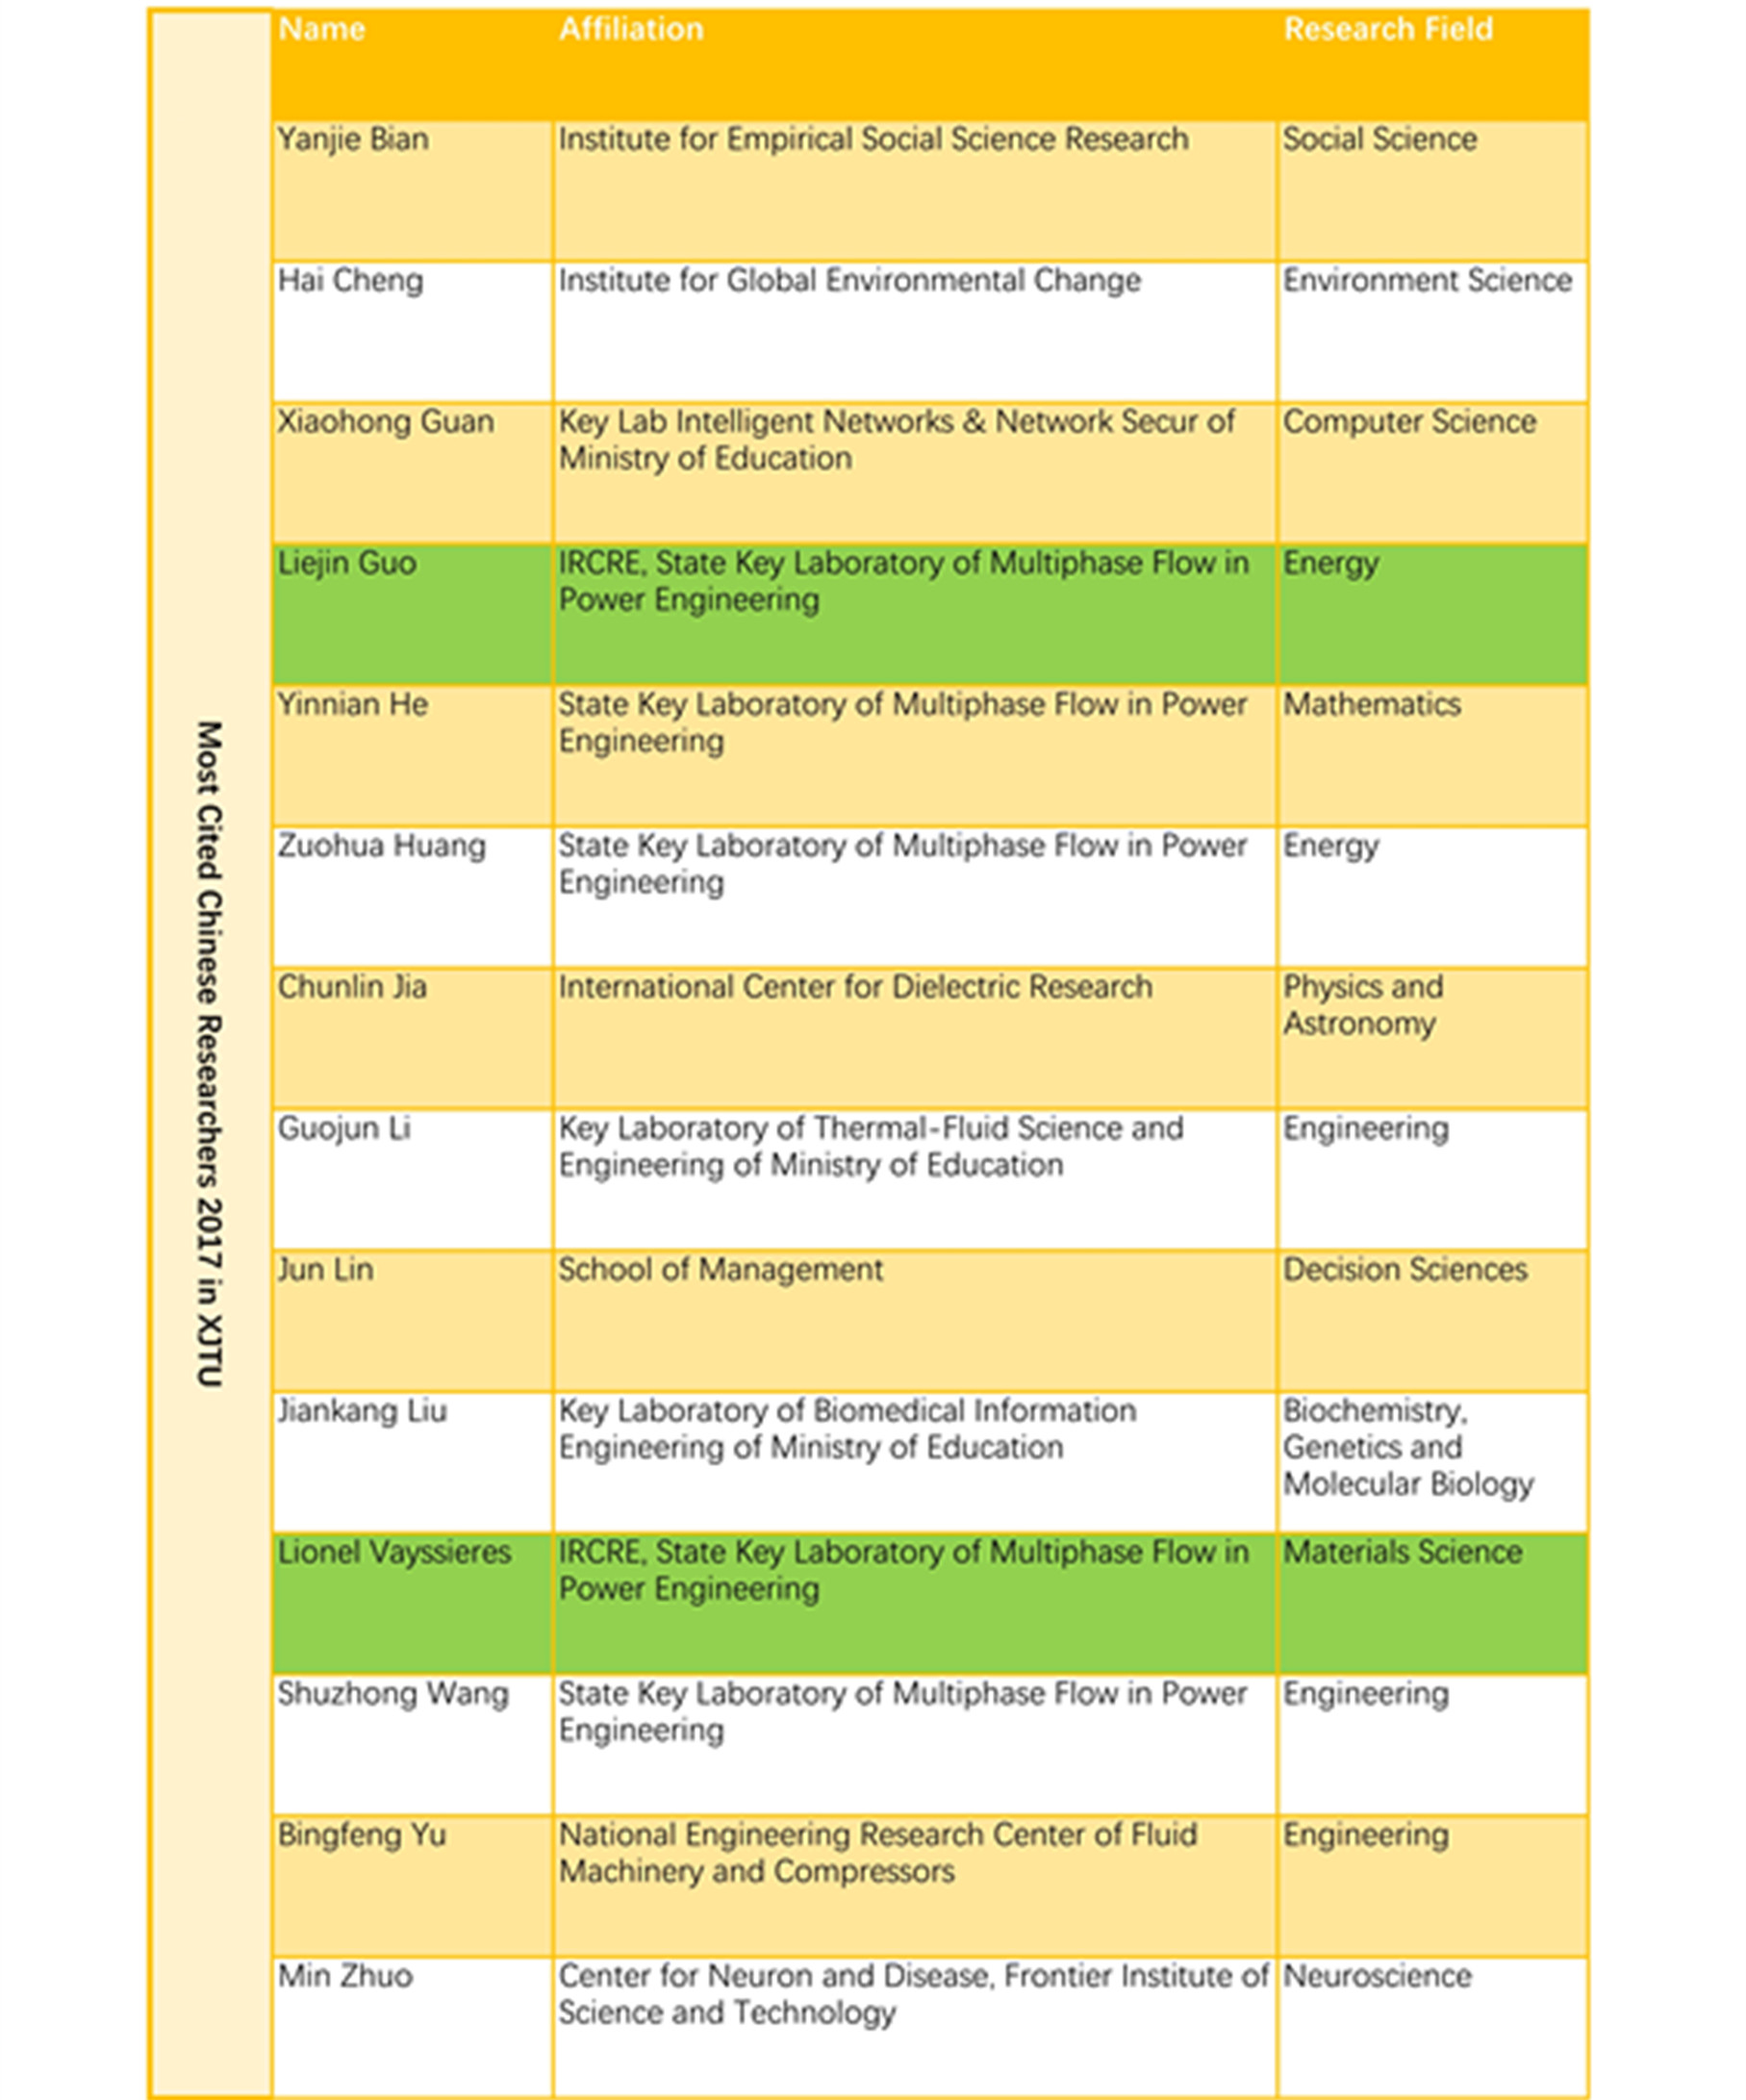 Most Cited Chinese Researchers 2017 in XJTU
Name Affiliation Research Field
Yanjie Bian Institute for Empirical Social Science Research Social Science
Hai Cheng Institute for Global Environmental Change Environment Science
Xiaohong Guan Key Lab Intelligent Networks & Network Secur of Computer Science
Ministry of Education
Liejin Guo IRCRE, State Key Laboratory of Multiphase Flow in Energy
Power Engineering
Yinnian He State Key Laboratory of Multiphase Flow in Power Mathematics
Engineering
Zuohua Huang State Key Laboratory of Multiphase Flow in Power Energy
Engineering
Chunlin Jia International Center for Dielectric Research Physics and
Astronomy
Guojun Li Key Laboratory of Thermal-Fluid Science and Engineering
Engineering of Ministry of Education
Jun Lin School of Management Decision Sciences
Jiankang Liu Key Laboratory of Biomedical Information Biochemistry,
Engineering of Ministry of Education Genetics and
Molecular Biology
Lionel Vayssieres IRCRE, State Key Laboratory of Multiphase Flow in Materials Science
Power Engineering
Shuzhong Wang State Key Laboratory of Multiphase Flow in Power Engineering
Engineering
Bingfeng Yu National Engineering Research Center of Fluid Engineering
Machinery and Compressors
Min Zhuo Center for Neuron and Disease, Frontier Institute of Neuroscience
Science and Technology